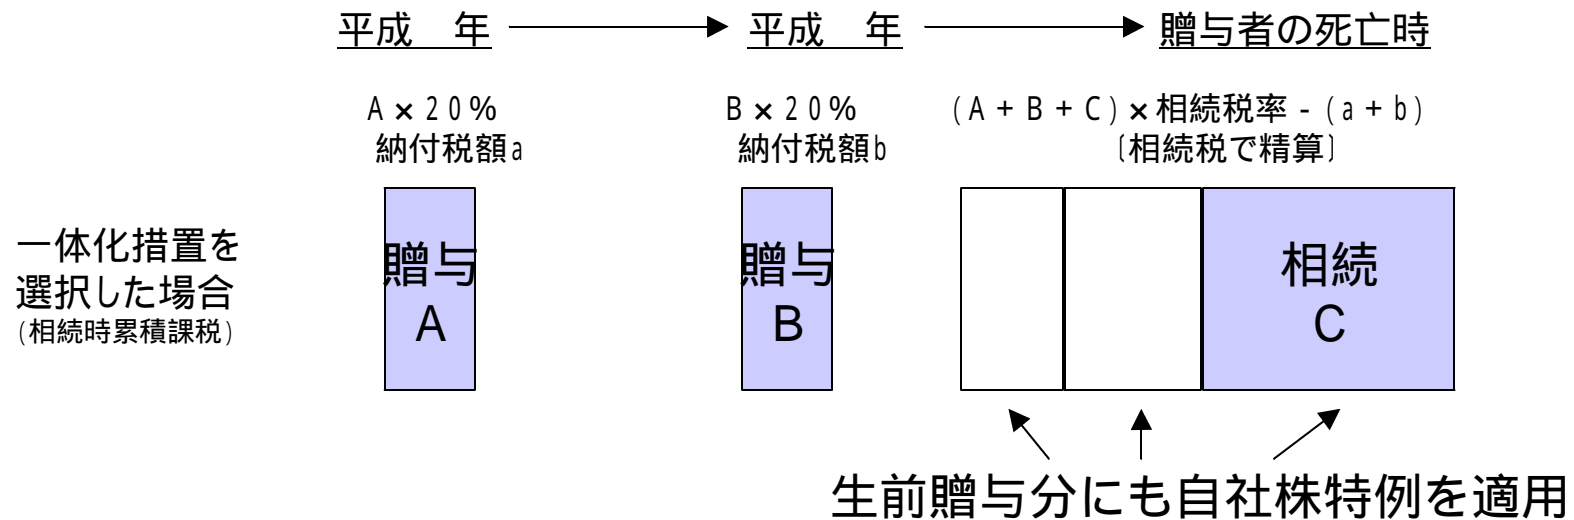 平成　年
平成　年
贈与者の死亡時
A×20%
納付税額a
B×20%
納付税額b
(A+B+C)×相続税率-(a+b)
〔相続税で精算〕
一体化措置を
選択した場合
(相続時累積課税)
贈与
A
贈与
B
相続
C
生前贈与分にも自社株特例を適用